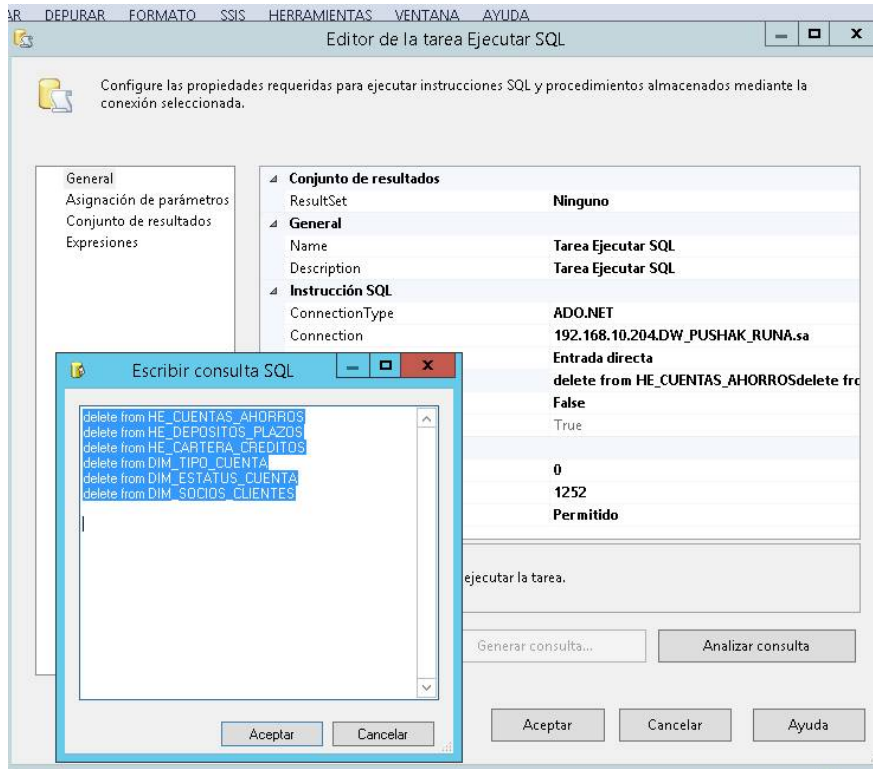 AR DEPURAR FORMATO SSIS HERRAMIENTAS VENTANA AYUDA
Editor de la tarea Ejecutar SQL
Configure las propiedades requeridas para ejecutar instrucciones SQL y procedimientos almacenados mediante la
conexión seleccionada.
General
Asignación de parámetros
Conjunto de resultados
Expresiones
Conjunto de resultados
ResultSet Ninguno
General
Name Tarea Ejecutar SQL
Description Tarea Ejecutar SQL
Instrucción SQL
ConnectionType ADO.NET
Connection 192.168.10.204.DW_PUSHAK_RUNA.sa
Entrada directa
delete from HE_CUENTAS_AHORROSdelete frc
False
True
0
1252
Permitido
Escribir consulta SQL
delete from HE_CUENTAS_AHORROS
delete from HE_DEPOSITOS_PLAZOS
delete from HE_CARTERA_CREDITOS
delete from DIM_TIPO_CUENTA
delete from DIM_ESTATUS_CUENTA
delete from DIM_SOCIOS_CLIENTES
Aceptar Cancelar
ejecutar la tarea.
Generar consulta... Analizar consulta
Aceptar Cancelar Ayuda